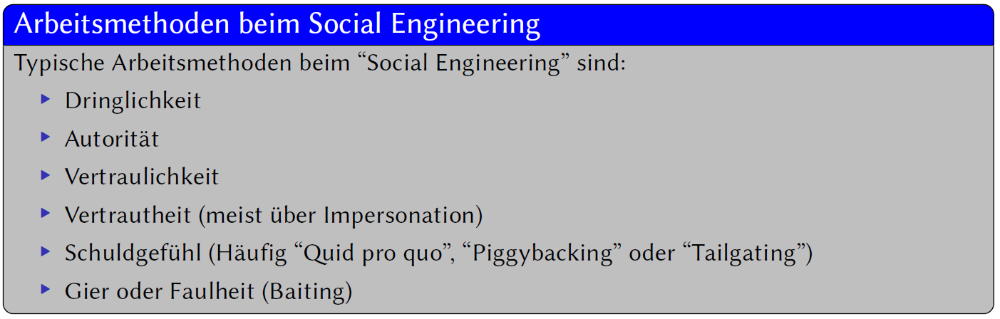 Arbeitsmethoden beim Social Engineering
Typische Arbeitsmethoden beim “Social Engineering” sind:
Dringlichkeit
Autorität
Vertraulichkeit
Vertrautheit (meist über Impersonation)
Schuldgefühl (Häufig “Quid pro quo”, “Piggybacking” oder “Tailgating”)
Gier oder Faulheit (Baiting)